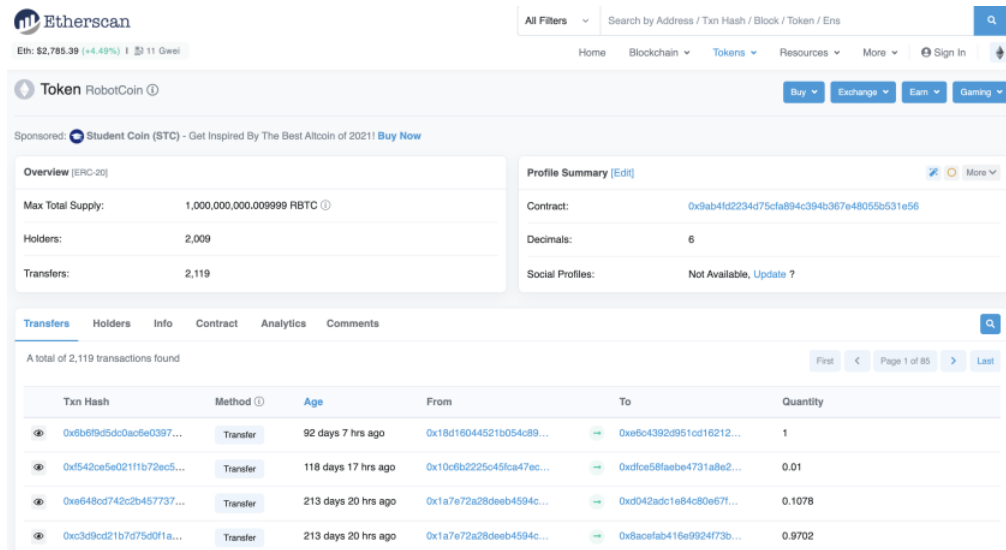 Etherscan
All Filters Search by Address / Txn Hash / Block / Token / Ens
Eth: $2,785.39 (+4.49%) | 11 Gwei
Home Blockchain Tokens Resources More Sign In
Token RobotCoin
Buy Exchange Earn Gaming
Sponsored: Student Coin (STC) - Get Inspired By The Best Altcoin of 2021! Buy Now
Overview [ERC-20]
Max Total Supply: 1,000,000,000.009999 RBTC
Holders: 2,009
Transfers: 2,119
Profile Summary [Edit] More
Contract: 0x9ab4fd2234d75cfa894c394b367e48055b531e56
Decimals: 6
Social Profiles: Not Available, Update ?
Transfers Holders Info Contract Analytics Comments
A total of 2,119 transactions found
First < Page 1 of 85 > Last
Txn Hash Method Age From To Quantity
0x6b6f9d5dc0ac6e0397... Transfer 92 days 7 hrs ago 0x18d16044521b054c89... 0xe6c4392d951cd16212... 1
0xf542ce5e021f1b72ec5... Transfer 118 days 17 hrs ago 0x10c6b2225c45fca47ec... 0xdfce58faebe4731a8e2... 0.01
0xe648cd742c2b457737... Transfer 213 days 20 hrs ago 0x1a7e72a28deeb4594c... 0xd042adc1e84c80e67f... 0.1078
0xc3d9cd21b7d75d0f1a... Transfer 213 days 20 hrs ago 0x1a7e72a28deeb4594c... 0x8acefab416e9924f73b... 0.9702